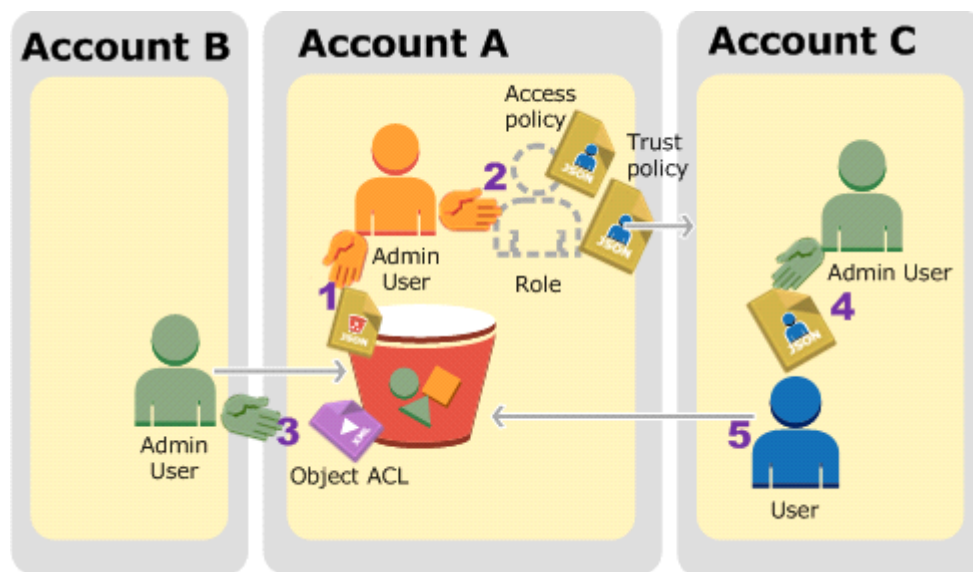 Account B
Account A
Account C
Access
policy
Trust
policy
2
JSON
JSON
Admin
User
Role
1
JSON
Admin User
4
JSON
Admin
User
3
Object ACL
5
User